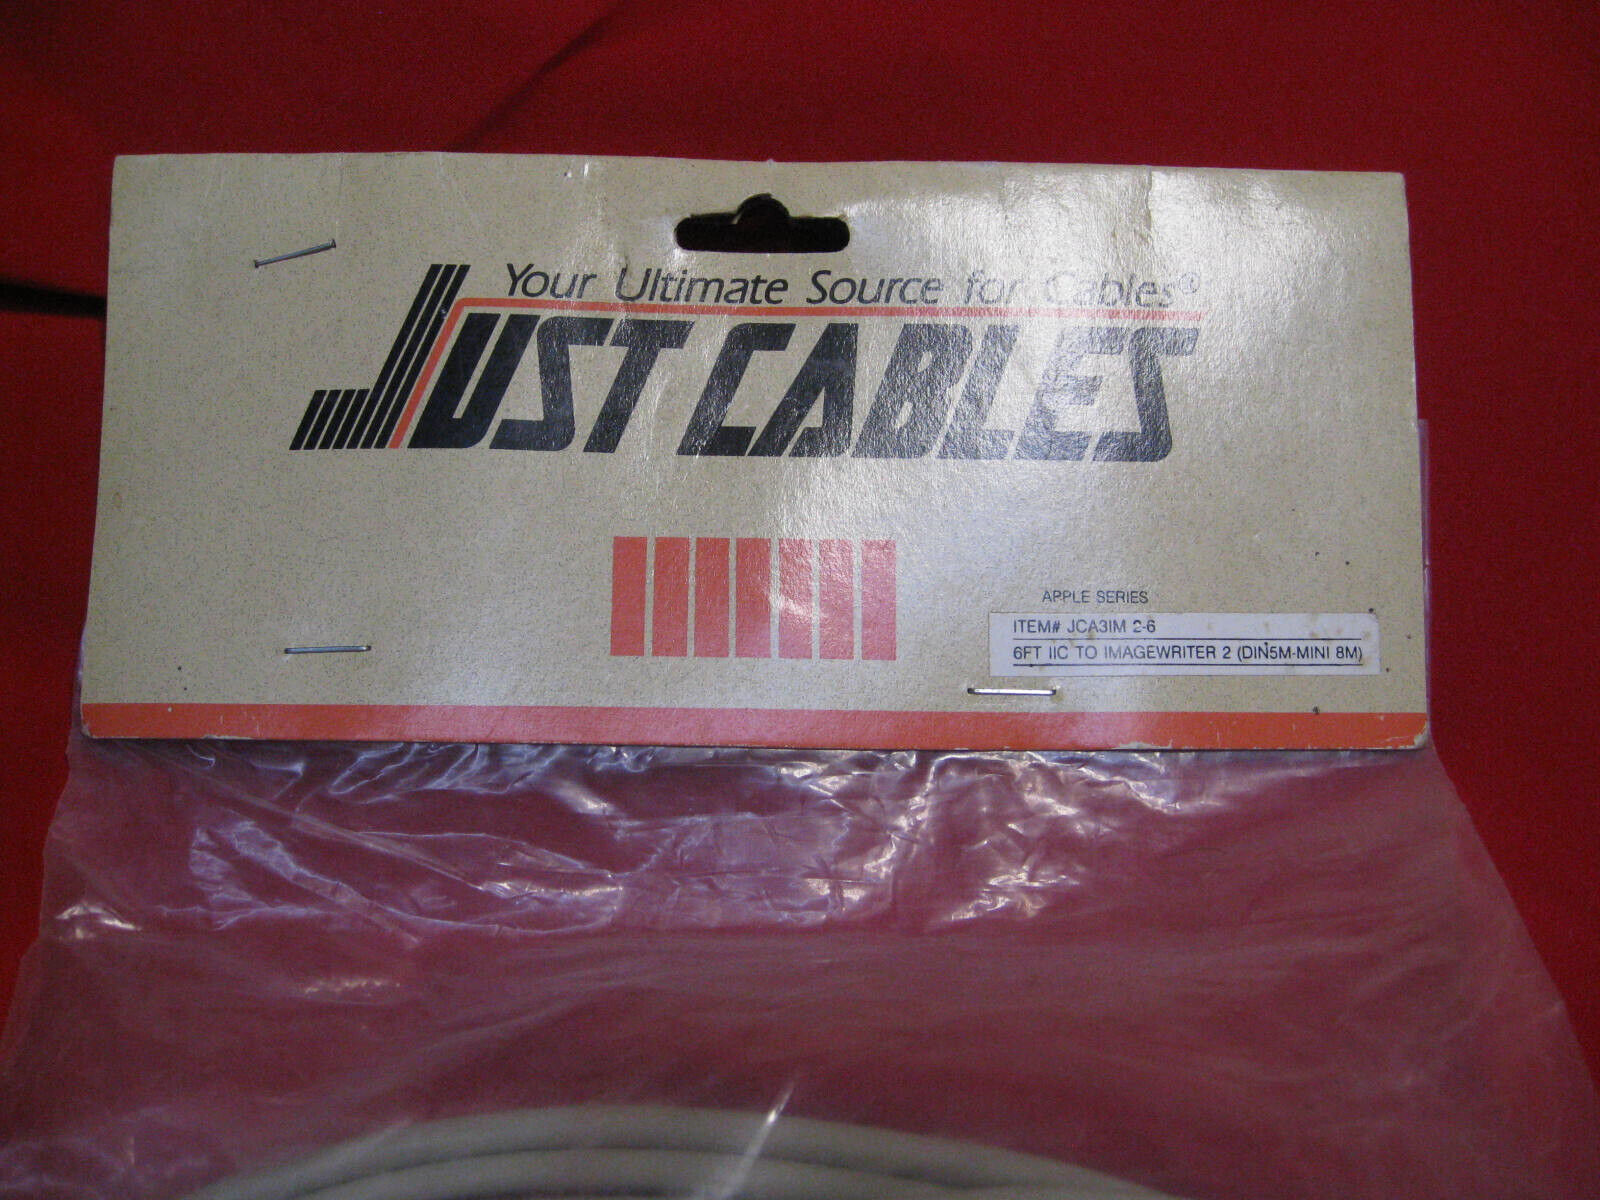 Your Ultimate Source for Cables®
JUST CABLES
APPLE SERIES
ITEM# JCA3IM 2-6
6FT IIC TO IMAGEWRITER 2 (DIN5M-MINI 8M)